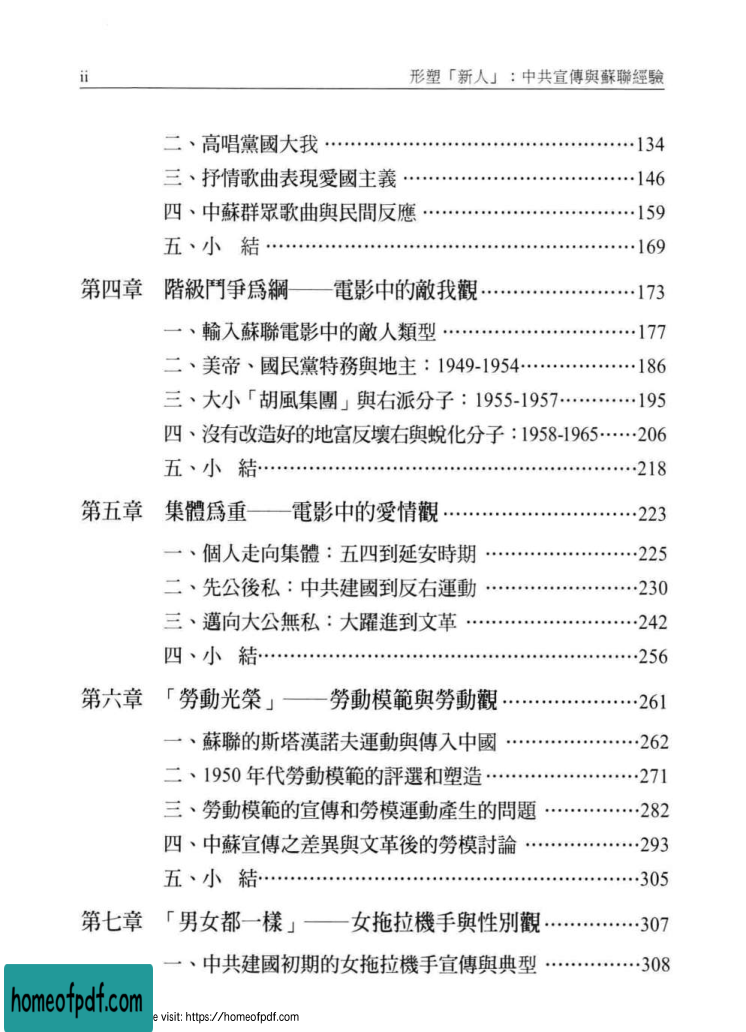 ii 形塑「新人」：中共宣傳與蘇聯經驗
二、高唱黨國大我 ……………………………………134
三、抒情歌曲表現愛國主義 ……………………………146
四、中蘇群眾歌曲與民間反應 …………………………159
五、小　結 ……………………………………………169
第四章　階級鬥爭爲綱——電影中的敵我觀……………………173
一、輸入蘇聯電影中的敵人類型 ………………………177
二、美帝、國民黨特務與地主：1949-1954………………186
三、大小「胡風集團」與右派分子：1955-1957…………195
四、沒有改造好的地富反壞右與蛻化分子：1958-1965……206
五、小　結………………………………………………218
第五章　集體爲重——電影中的愛情觀…………………………223
一、個人走向集體：五四到延安時期 ……………………225
二、先公後私：中共建國到反右運動 ……………………230
三、邁向大公無私：大躍進到文革 ………………………242
四、小　結………………………………………………256
第六章　「勞動光榮」——勞動模範與勞動觀…………………261
一、蘇聯的斯塔漢諾夫運動與傳入中國 …………………262
二、1950 年代勞動模範的評選和塑造……………………271
三、勞動模範的宣傳和勞模運動產生的問題 ……………282
四、中蘇宣傳之差異與文革後的勞模討論 ………………293
五、小　結………………………………………………305
第七章　「男女都一樣」——女拖拉機手與性別觀……………307
一、中共建國初期的女拖拉機手宣傳與典型 ……………308
homeofpdf.com
e visit: https://homeofpdf.com